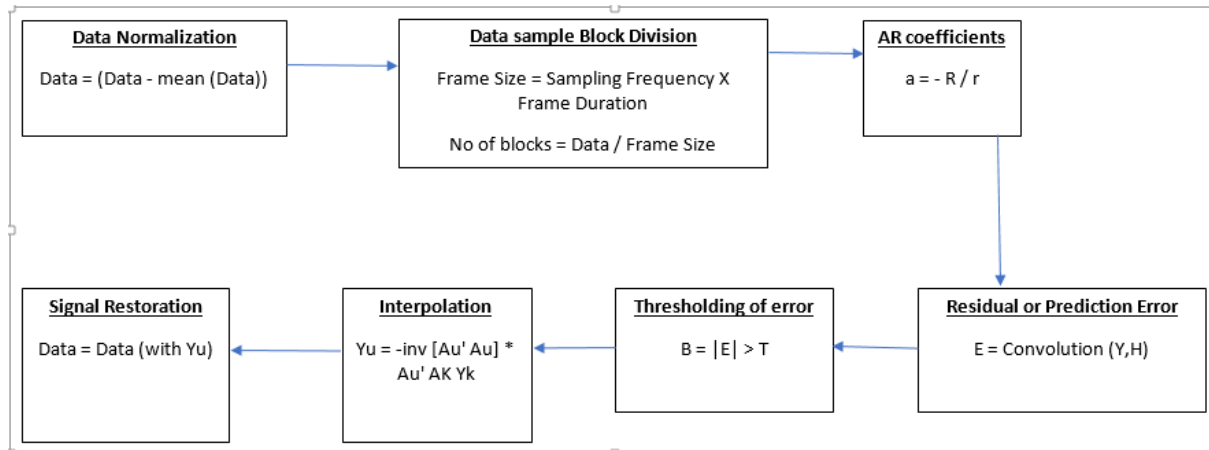 Data Normalization
Data = (Data - mean (Data))
Data sample Block Division
Frame Size = Sampling Frequency X
Frame Duration
No of blocks = Data / Frame Size
AR coefficients
a = - R / r
Residual or Prediction Error
E = Convolution (Y,H)
Thresholding of error
B = |E| > T
Interpolation
Yu = -inv [Au' Au] *
Au' AK Yk
Signal Restoration
Data = Data (with Yu)